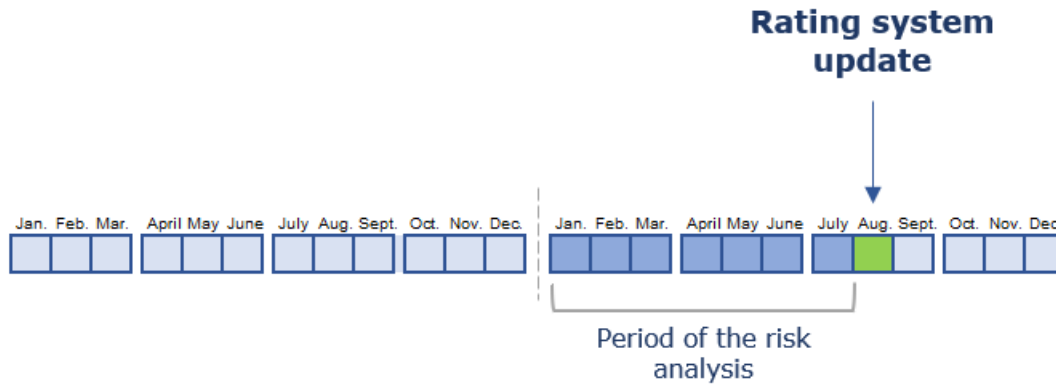 Rating system
update
Jan. Feb. Mar. April May June July Aug. Sept. Oct. Nov. Dec. Jan. Feb. Mar. April May June July Aug. Sept. Oct. Nov. Dec
Period of the risk
analysis